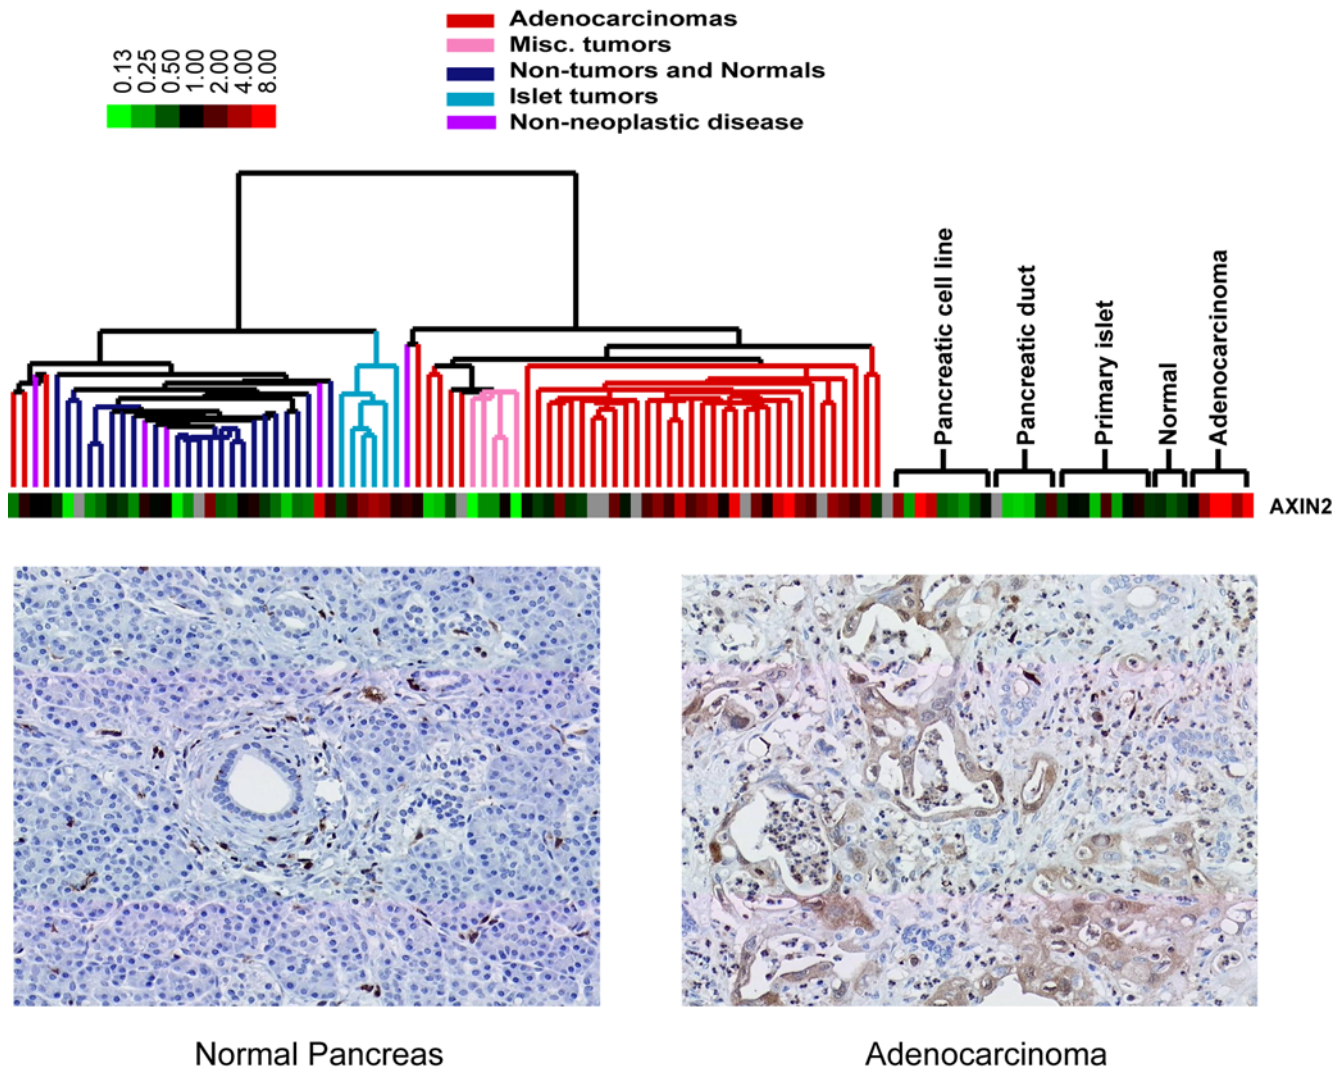 Adenocarcinomas
Misc. tumors
Non-tumors and Normals
Islet tumors
Non-neoplastic disease
0.13
0.25
0.50
1.00
2.00
4.00
8.00
Pancreatic cell line
Pancreatic duct
Primary islet
Normal
Adenocarcinoma
AXIN2
Normal Pancreas
Adenocarcinoma